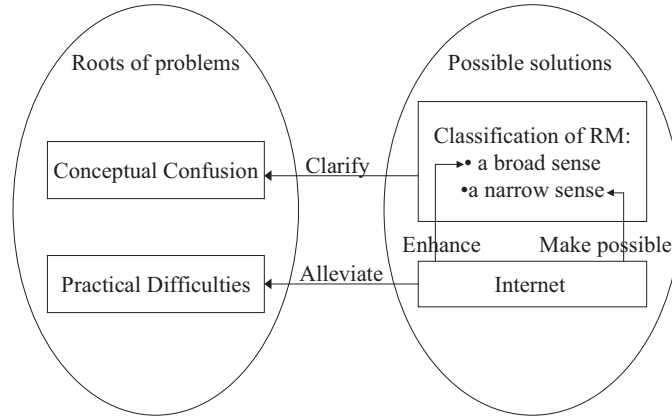 Roots of problems
Possible solutions
Classification of RM:
• a broad sense
•a narrow sense
Conceptual Confusion
Clarify
Enhance
Make possible
Practical Difficulties
Alleviate
Internet